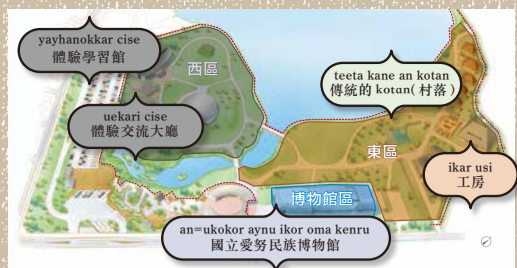 yayhanokkar cise
體驗學習館
西區
teeta kane an kotan
傳統的 kotan(村落)
uekari cise
體驗交流大廳
東區
ikar usi
工房
博物館區
an=ukokor aynu ikor oma kenru
國立愛努民族博物館